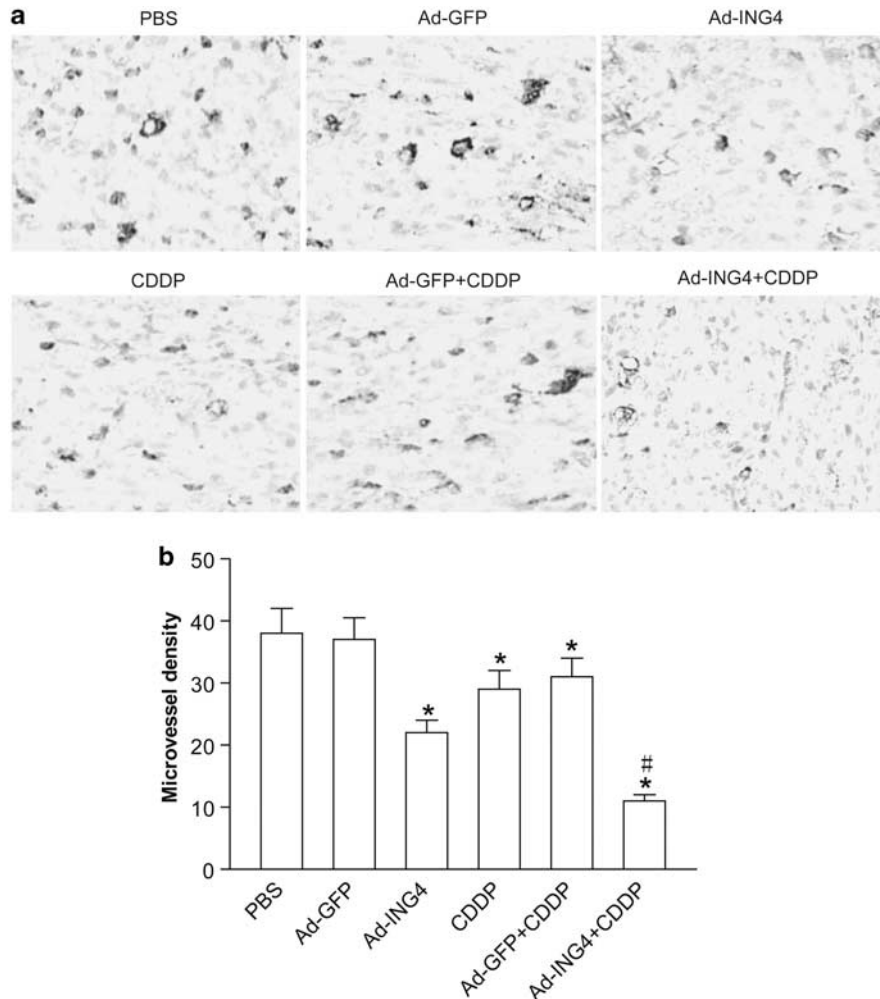 a
PBS
Ad-GFP
Ad-ING4
CDDP
Ad-GFP+CDDP
Ad-ING4+CDDP
b
Microvessel density
50
40
30
20
10
0
*
*
*
#
*
PBS
Ad-GFP
Ad-ING4
CDDP
Ad-GFP+CDDP
Ad-ING4+CDDP